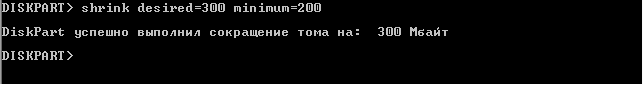 DISKPART> shrink desired=300 minimum=200
DiskPart успешно выполнил сокращение тома на:  300 Мбайт
DISKPART>